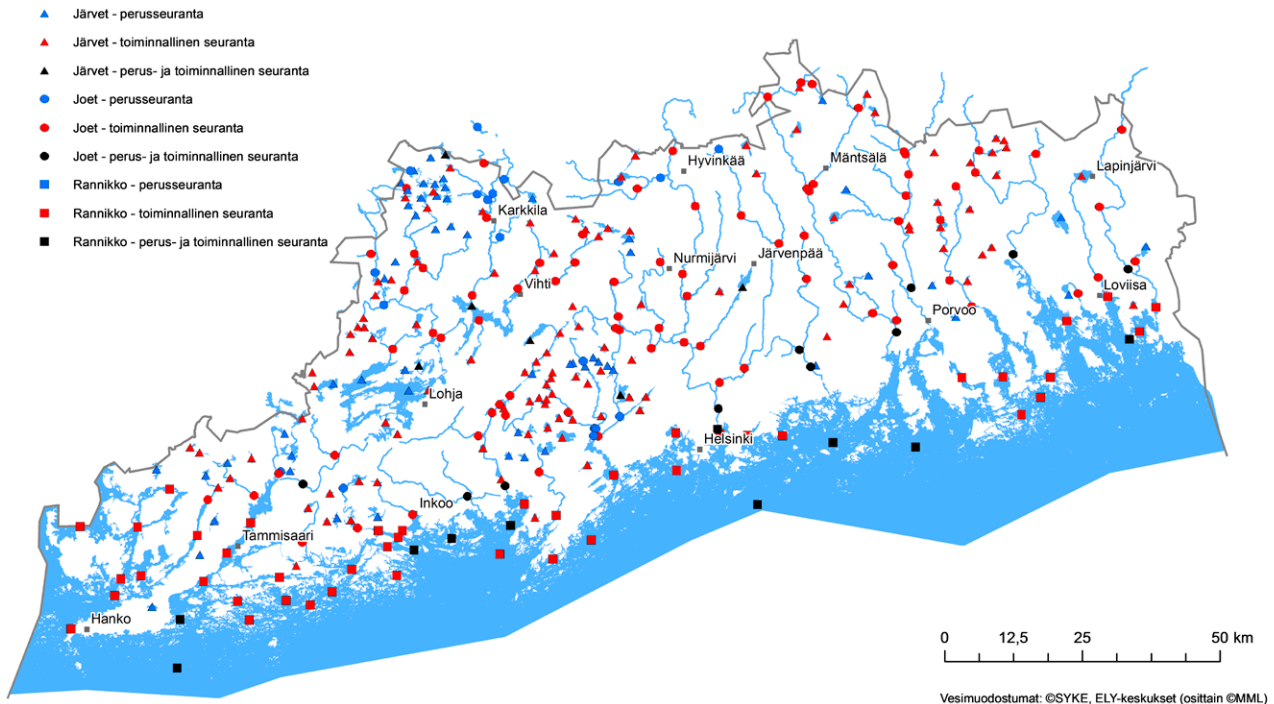 Järvet - perusseuranta
Järvet - toiminnallinen seuranta
Järvet - perus- ja toiminnallinen seuranta
Joet - perusseuranta
Joet - toiminnallinen seuranta
Joet - perus- ja toiminnallinen seuranta
Rannikko - perusseuranta
Rannikko - toiminnallinen seuranta
Rannikko - perus- ja toiminnallinen seuranta
Hyvinkää
Mäntsälä
Lapinjärvi
Karkkila
Nurmijärvi
Järvenpää
Vihti
Loviisa
Porvoo
Lohja
Helsinki
Inkoo
Tammisaari
Hanko
0 12,5 25 50 km
Vesimuodostumat: ©SYKE, ELY-keskukset (osittain ©MML)